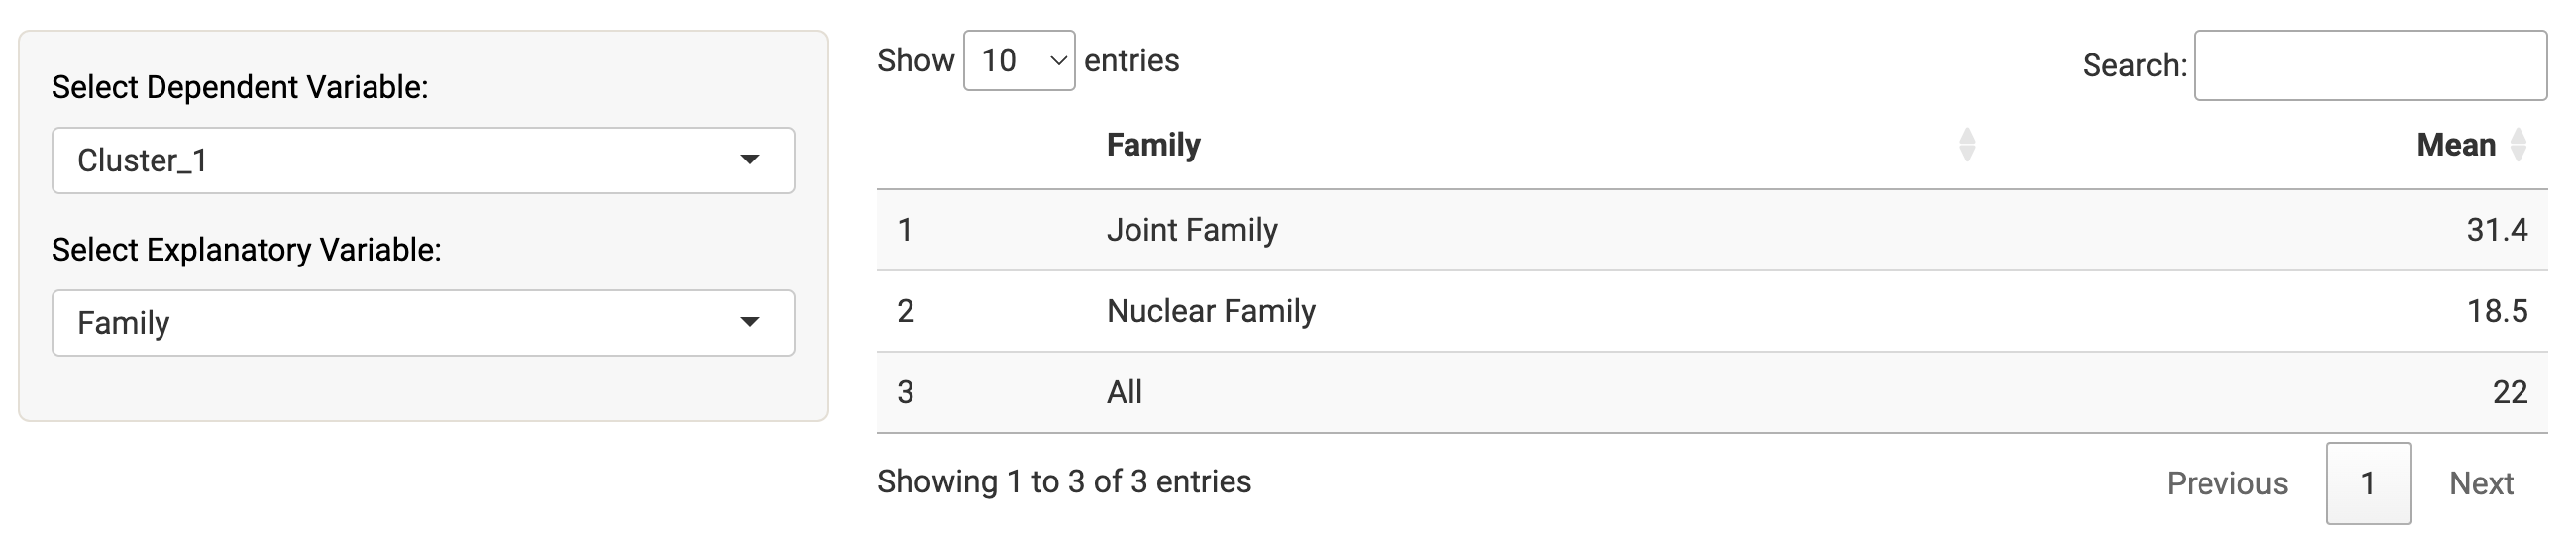 Select Dependent Variable:
Cluster_1
Select Explanatory Variable:
Family
Show 10 entries
Search:
Family Mean
1 Joint Family 31.4
2 Nuclear Family 18.5
3 All 22
Showing 1 to 3 of 3 entries
Previous 1 Next